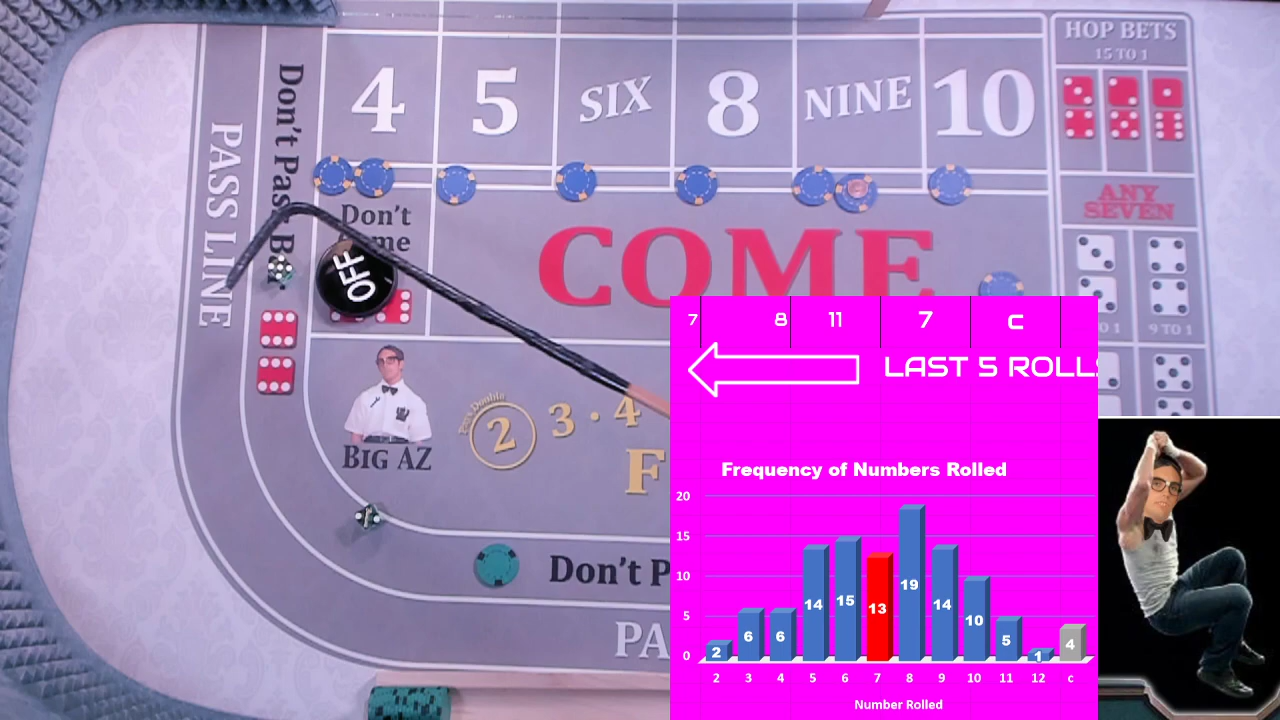 HOP BETS
15 TO 1
4 5 SIX 8 NINE 10
PASS LINE
Don't Pass
ANY
SEVEN
Don't
OFF
COME
9 TO 1
BIG AZ
2 3 · 4
F
Don't P
PA
7 8 11 7 C
LAST 5 ROLLS
Frequency of Numbers Rolled
20
15
10
5
0
2 6 6 14 15 13 19 14 10 5 1 4
2 3 4 5 6 7 8 9 10 11 12 c
Number Rolled